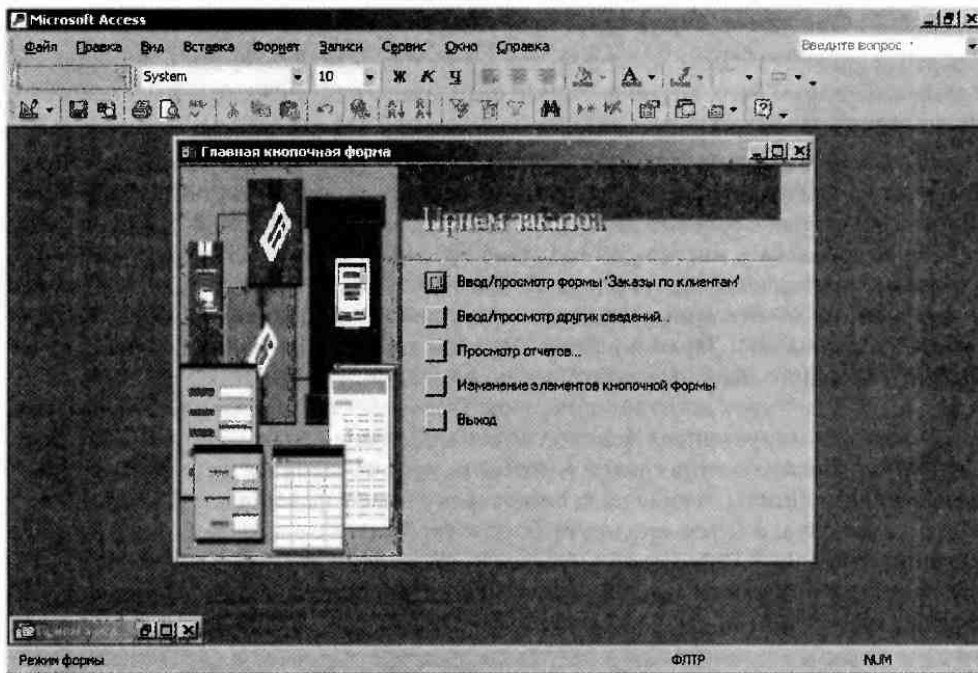 Microsoft Access
Файл Правка Вид Вставка Формат Записи Сервис Окно Справка
Введите вопрос
System 10 Ж К Ч
Главная кнопочная форма
Прием заказов
Ввод/просмотр формы 'Заказы по клиентам'
Ввод/просмотр других сведений...
Просмотр отчетов...
Изменение элементов кнопочной формы
Выход
Режим формы ФЛТР NUM